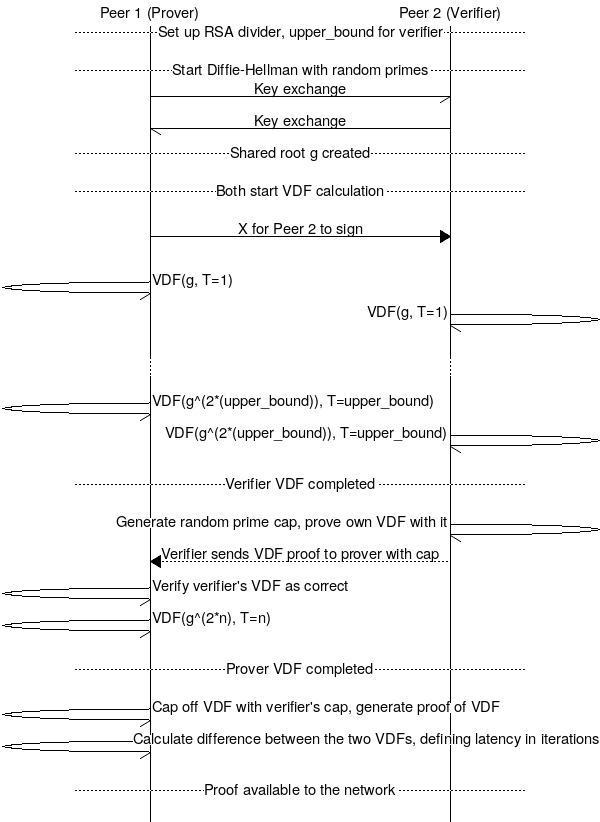 Peer 1 (Prover) Peer 2 (Verifier)
Set up RSA divider, upper_bound for verifier
Start Diffie-Hellman with random primes
Key exchange
Key exchange
Shared root g created
Both start VDF calculation
X for Peer 2 to sign
VDF(g, T=1)
VDF(g, T=1)
VDF(g^(2*(upper_bound)), T=upper_bound)
VDF(g^(2*(upper_bound)), T=upper_bound)
Verifier VDF completed
Generate random prime cap, prove own VDF with it
Verifier sends VDF proof to prover with cap
Verify verifier's VDF as correct
VDF(g^(2*n), T=n)
Prover VDF completed
Cap off VDF with verifier's cap, generate proof of VDF
Calculate difference between the two VDFs, defining latency in iterations
Proof available to the network